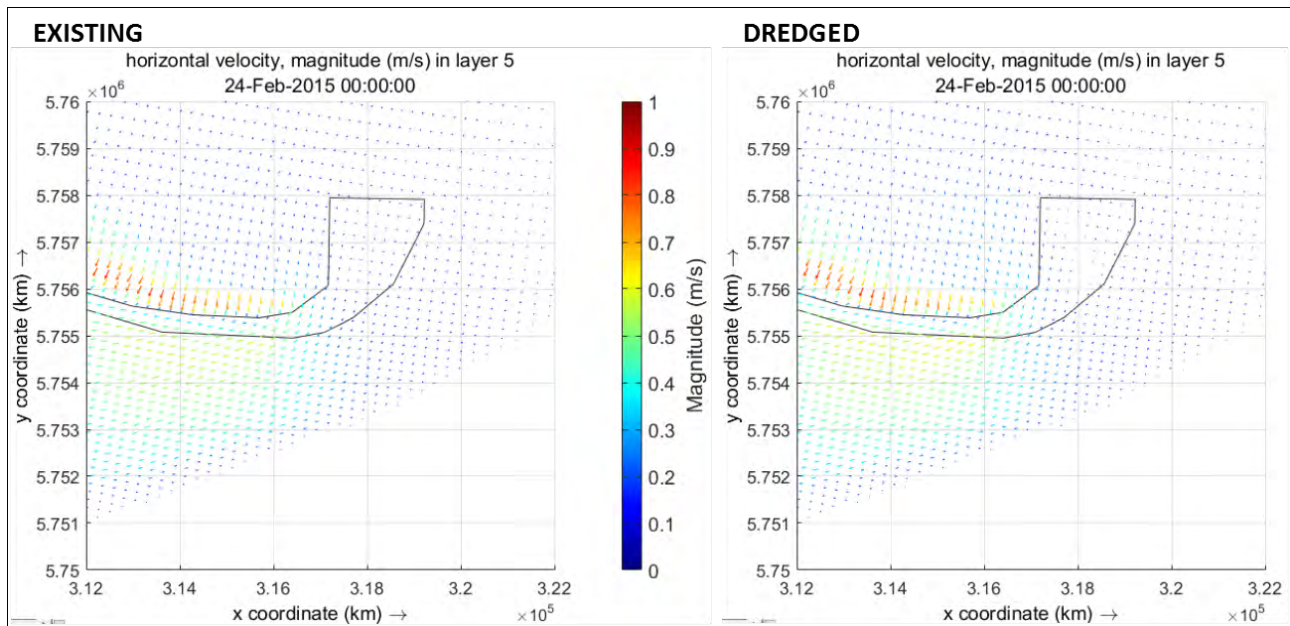 EXISTING
horizontal velocity, magnitude (m/s) in layer 5
24-Feb-2015 00:00:00
×10⁶
5.76
5.759
5.758
5.757
5.756
5.755
5.754
5.753
5.752
5.751
5.75
y coordinate (km) →
3.12 3.14 3.16 3.18 3.2 3.22
x coordinate (km) →
×10⁵
1
0.9
0.8
0.7
0.6
0.5
0.4
0.3
0.2
0.1
0
Magnitude (m/s)
DREDGED
horizontal velocity, magnitude (m/s) in layer 5
24-Feb-2015 00:00:00
×10⁶
5.76
5.759
5.758
5.757
5.756
5.755
5.754
5.753
5.752
5.751
5.75
y coordinate (km) →
3.12 3.14 3.16 3.18 3.2 3.22
x coordinate (km) →
×10⁵